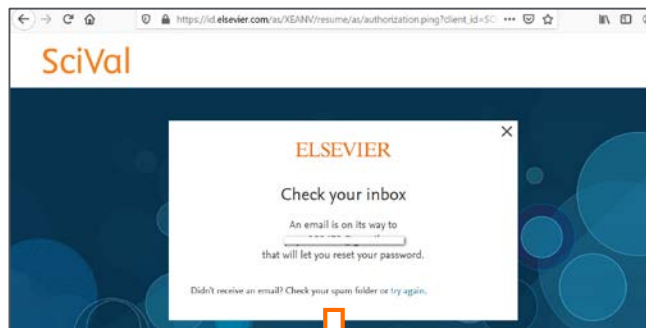 https://id.elsevier.com/as/XEANV/resume/as/authorization.ping?client_id=SC
SciVal
ELSEVIER
Check your inbox
An email is on its way to
that will let you reset your password.
Didn't receive an email? Check your spam folder or try again.